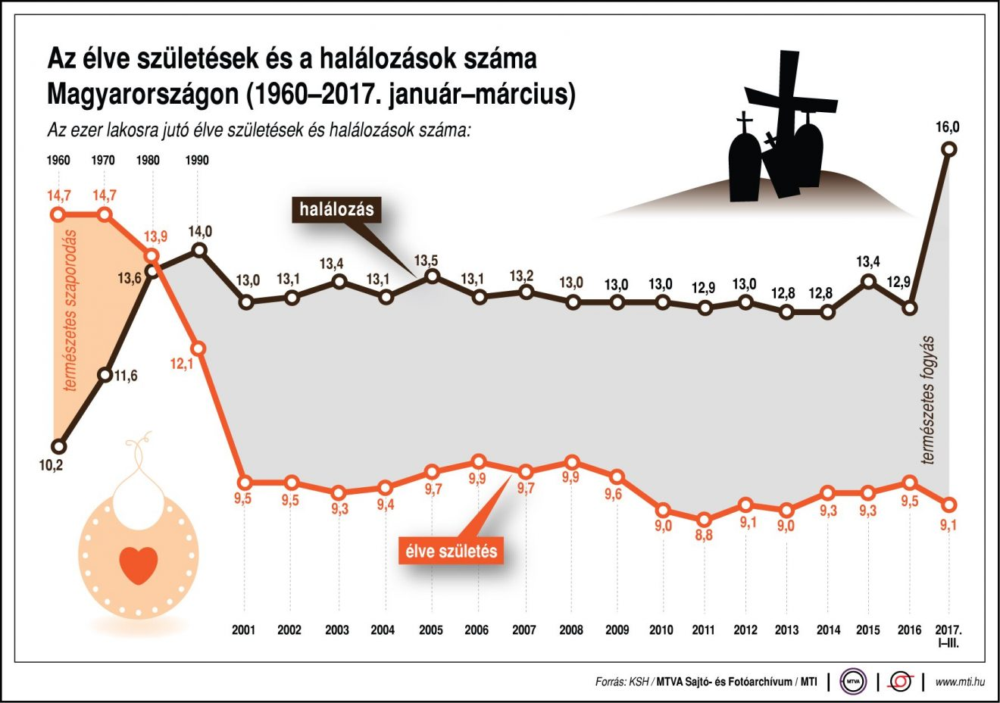 Az élve születések és a halálozások száma
Magyarországon (1960–2017. január–március)
Az ezer lakosra jutó élve születések és halálozások száma:
1960 1970 1980 1990
14,7 14,7 13,9 12,1 9,5 9,5 9,3 9,4 9,7 9,9 9,7 9,9 9,6 9,0 8,8 9,1 9,0 9,3 9,3 9,5 9,1
10,2 11,6 13,6 14,0 13,0 13,1 13,4 13,1 13,5 13,1 13,2 13,0 13,0 13,0 12,9 13,0 12,8 12,8 13,4 12,9 16,0
természetes szaporodás
halálozás
élve születés
természetes fogyás
2001 2002 2003 2004 2005 2006 2007 2008 2009 2010 2011 2012 2013 2014 2015 2016 2017.
I–III.
Forrás: KSH / MTVA Sajtó- és Fotóarchívum / MTI
MTVA
www.mti.hu